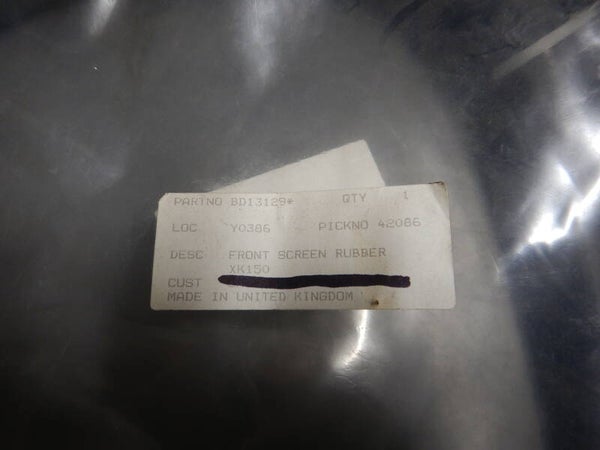 PARTNO BD13129* QTY 1
LOC Y0386 PICKNO 42086
DESC FRONT SCREEN RUBBER
XK150
CUST
MADE IN UNITED KINGDOM